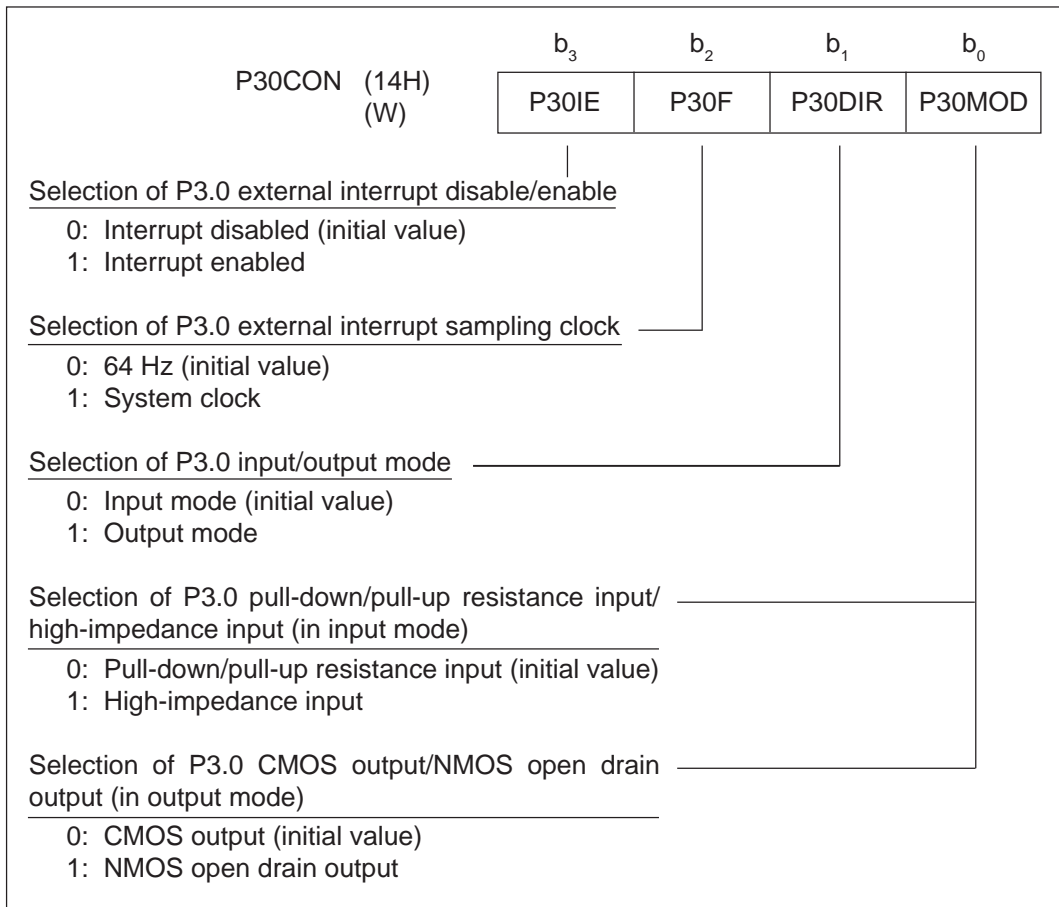 b3 b2 b1 b0
P30CON (14H)
(W)
P30IE P30F P30DIR P30MOD
Selection of P3.0 external interrupt disable/enable
0: Interrupt disabled (initial value)
1: Interrupt enabled
Selection of P3.0 external interrupt sampling clock
0: 64 Hz (initial value)
1: System clock
Selection of P3.0 input/output mode
0: Input mode (initial value)
1: Output mode
Selection of P3.0 pull-down/pull-up resistance input/
high-impedance input (in input mode)
0: Pull-down/pull-up resistance input (initial value)
1: High-impedance input
Selection of P3.0 CMOS output/NMOS open drain
output (in output mode)
0: CMOS output (initial value)
1: NMOS open drain output